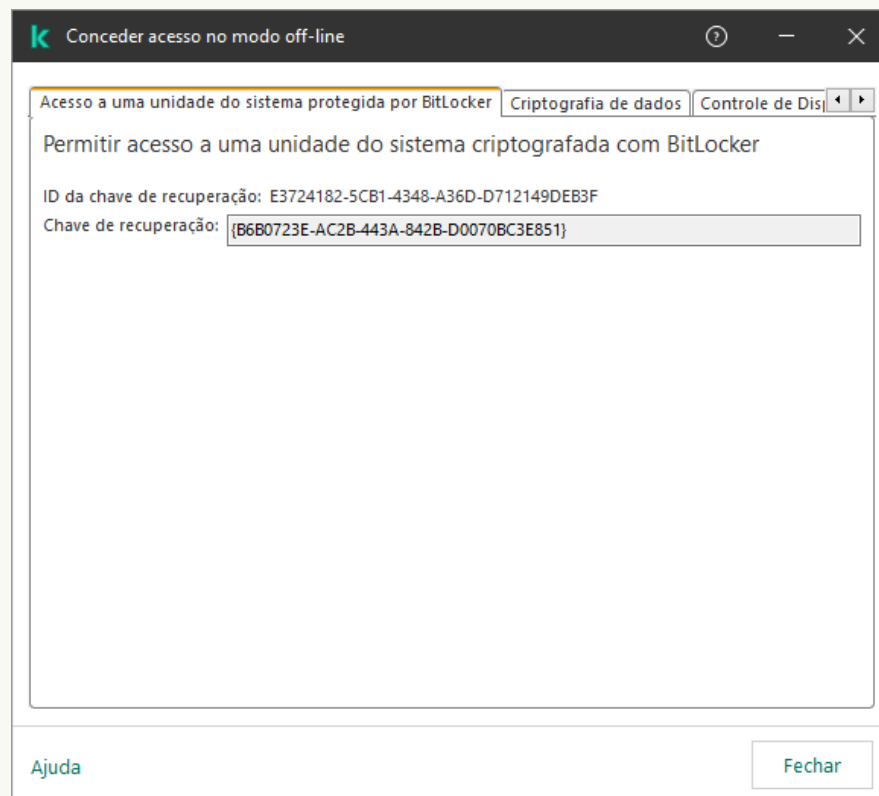 Conceder acesso no modo off-line
Acesso a uma unidade do sistema protegida por BitLocker
Criptografia de dados
Controle de
Permitir acesso a uma unidade do sistema criptografada com BitLocker
ID da chave de recuperação: E3724182-5CB1-4348-A36D-D712149DEB3F
Chave de recuperação: {B6B0723E-AC2B-443A-842B-D0070BC3E851}
Ajuda
Fechar